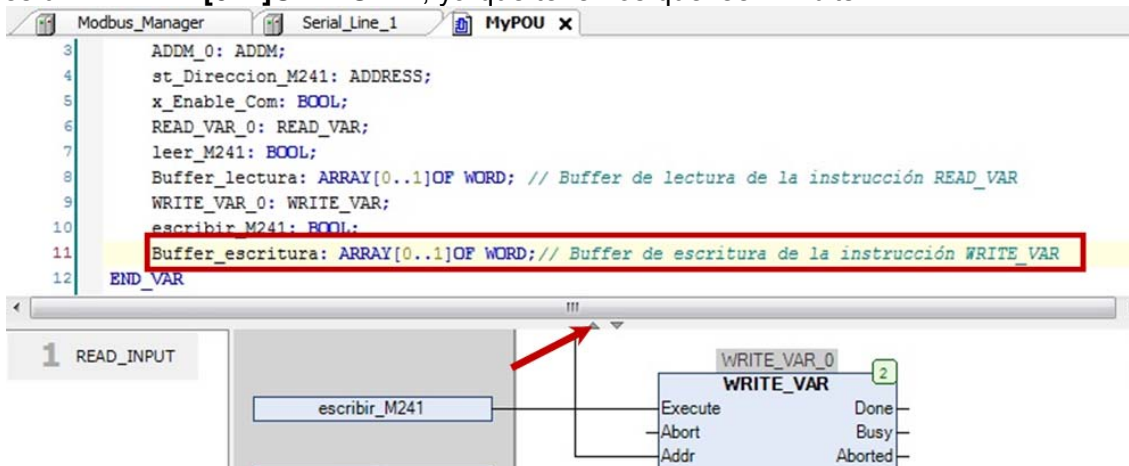 Modbus_Manager Serial_Line_1 MyPOU X
3 ADDM_0: ADDM;
4 st_Direccion_M241: ADDRESS;
5 x_Enable_Com: BOOL;
6 READ_VAR_0: READ_VAR;
7 leer_M241: BOOL;
8 Buffer_lectura: ARRAY[0..1]OF WORD; // Buffer de lectura de la instrucción READ_VAR
9 WRITE_VAR_0: WRITE_VAR;
10 escribir_M241: BOOL;
11 Buffer_escritura: ARRAY[0..1]OF WORD;// Buffer de escritura de la instrucción WRITE_VAR
12 END_VAR
1 READ_INPUT
WRITE_VAR_0
2
WRITE_VAR
escribir_M241 Execute Done
Abort Busy
Addr Aborted